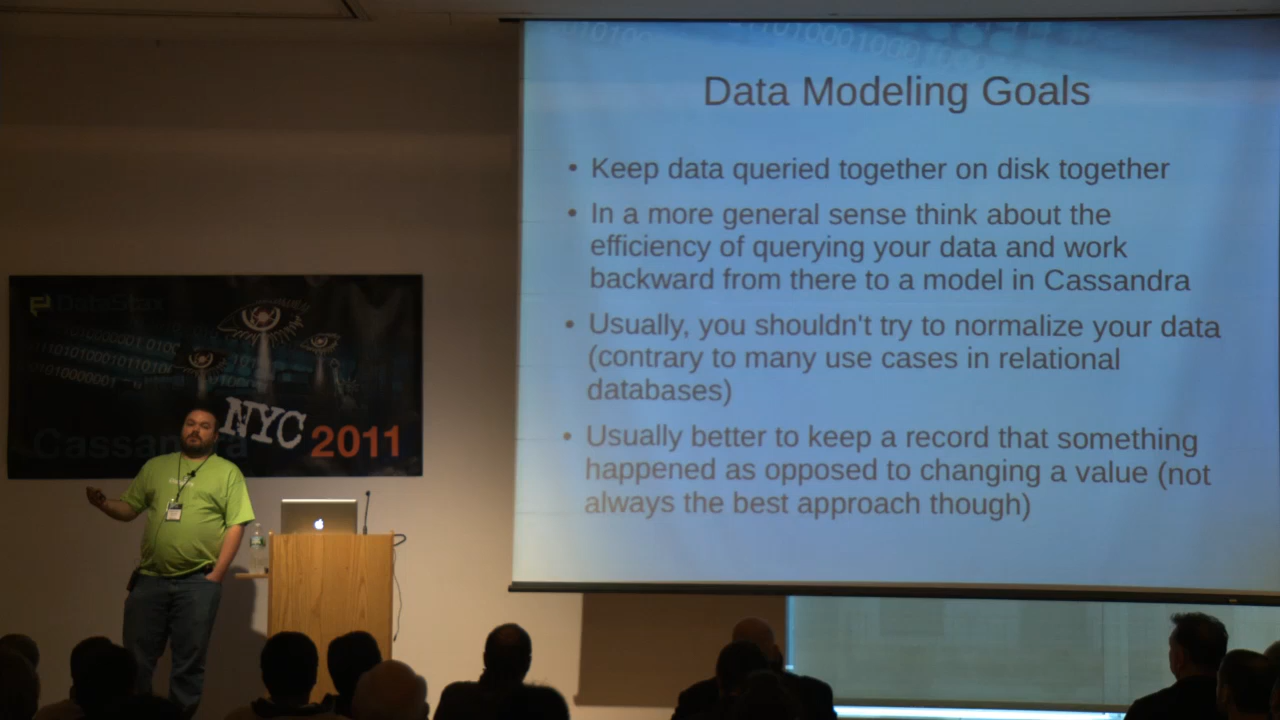 Data Modeling Goals
• Keep data queried together on disk together
• In a more general sense think about the
efficiency of querying your data and work
backward from there to a model in Cassandra
• Usually, you shouldn't try to normalize your data
(contrary to many use cases in relational
databases)
• Usually better to keep a record that something
happened as opposed to changing a value (not
always the best approach though)
DataStax
NYC 2011